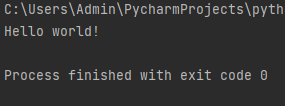 C:\Users\Admin\PycharmProjects\pyth
Hello world!
Process finished with exit code 0